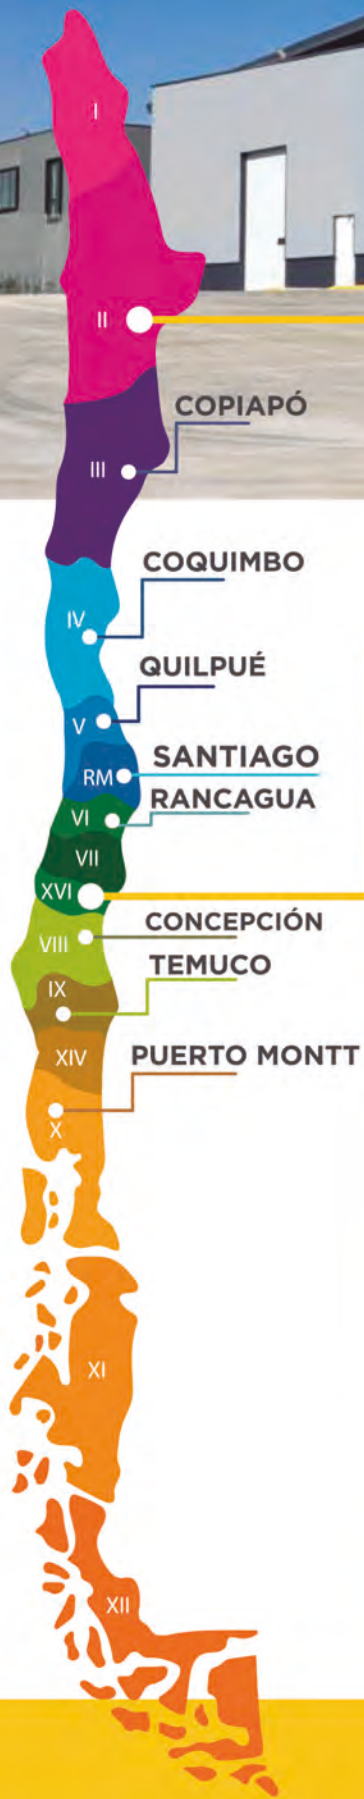 I
II
COPIAPÓ
III
COQUIMBO
IV
QUILPUÉ
V
SANTIAGO
RM
RANCAGUA
VI
VII
XVI
CONCEPCIÓN
VIII
TEMUCO
IX
XIV
PUERTO MONTT
X
XI
XII